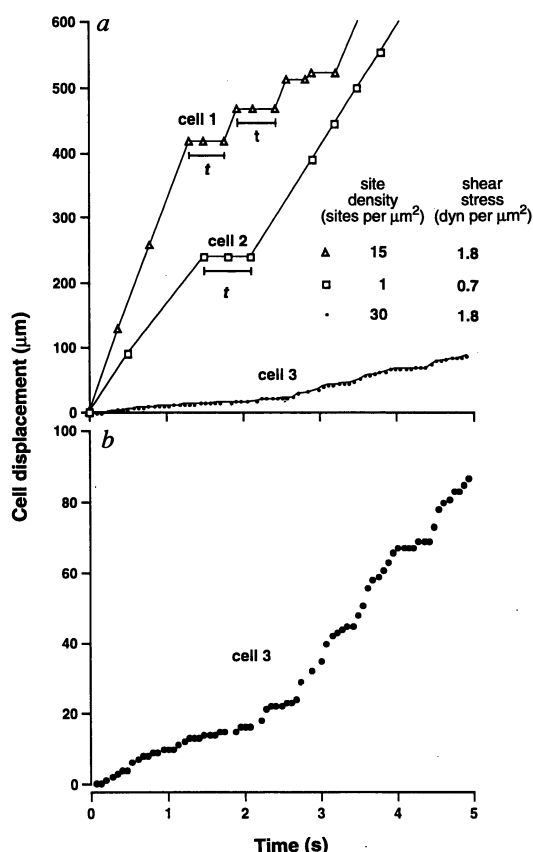 a
600
500
400
300
200
100
0
cell 1
t
t
cell 2
t
site density (sites per μm²)
shear stress (dyn per μm²)
△ 15 1.8
□ 1 0.7
• 30 1.8
cell 3
Cell displacement (μm)
b
100
80
60
40
20
0
cell 3
0 1 2 3 4 5
Time (s)